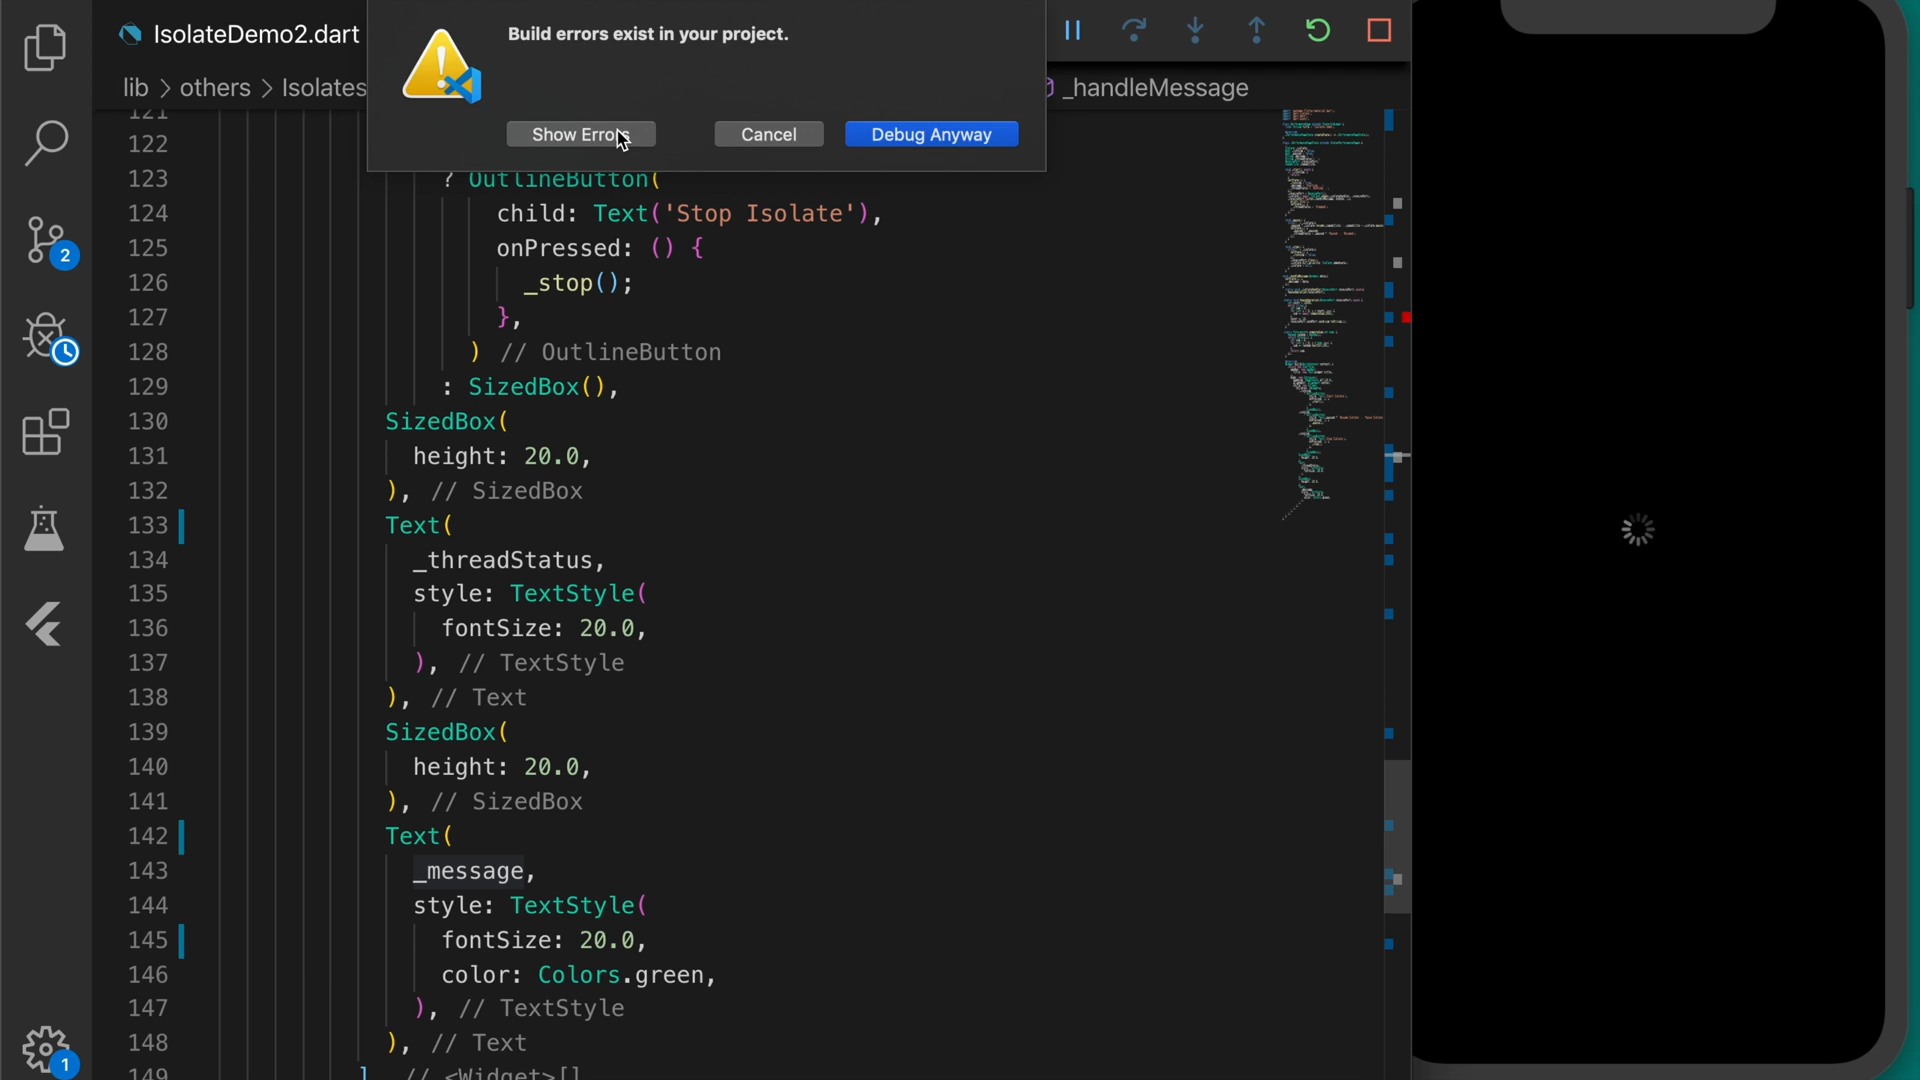 IsolateDemo2.dart
Build errors exist in your project.
Show Errors
Cancel
Debug Anyway
lib > others > Isolates
_handleMessage
121
122
123 ? OutlineButton(
124 child: Text('Stop Isolate'),
125 onPressed: () {
126 _stop();
127 },
128 ) // OutlineButton
129 : SizedBox(),
130 SizedBox(
131 height: 20.0,
132 ), // SizedBox
133 Text(
134 _threadStatus,
135 style: TextStyle(
136 fontSize: 20.0,
137 ), // TextStyle
138 ), // Text
139 SizedBox(
140 height: 20.0,
141 ), // SizedBox
142 Text(
143 _message,
144 style: TextStyle(
145 fontSize: 20.0,
146 color: Colors.green,
147 ), // TextStyle
148 ), // Text
149 ] // <Widget>[]
2
1